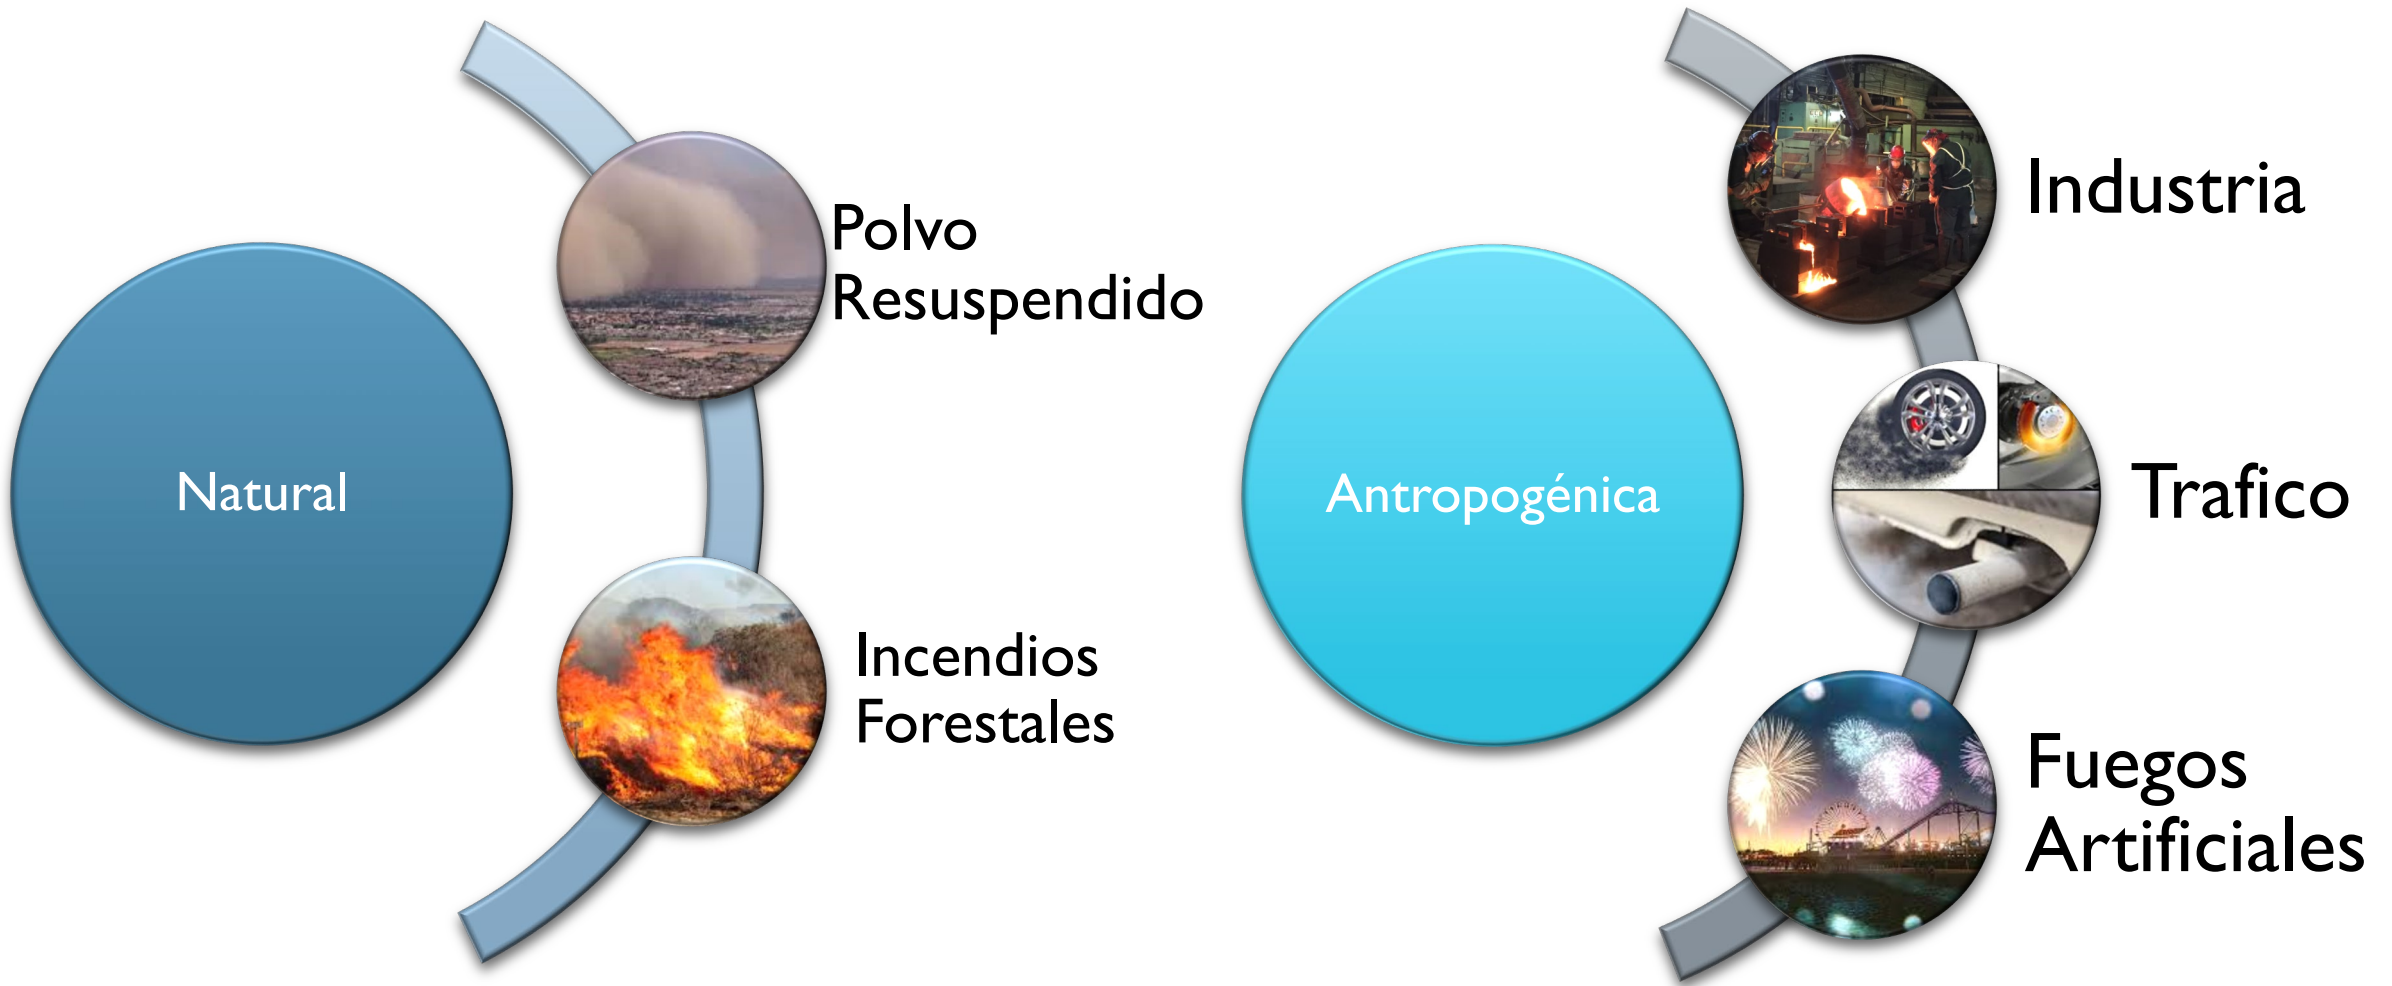 Natural
Polvo
Resuspendido
Incendios
Forestales
Antropogénica
Industria
Trafico
Fuegos
Artificiales